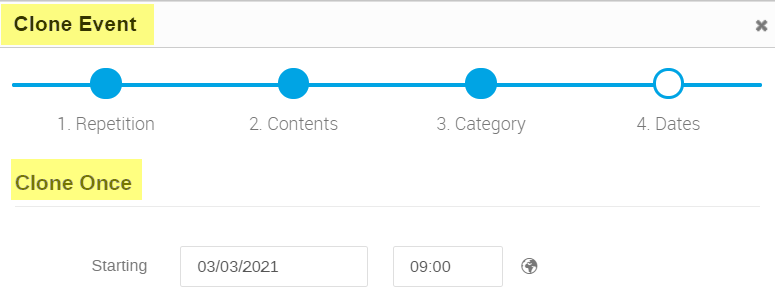 Clone Event
1. Repetition 2. Contents 3. Category 4. Dates
Clone Once
Starting 03/03/2021 09:00